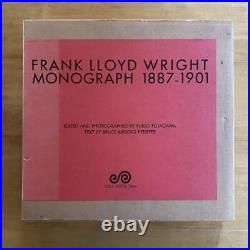 FRANK LLOYD WRIGHT
MONOGRAPH 1887-1901
EDITED AND PHOTOGRAPHED BY YUKIO FUTAGAWA
TEXT BY BRUCE BROOKS PFEIFFER